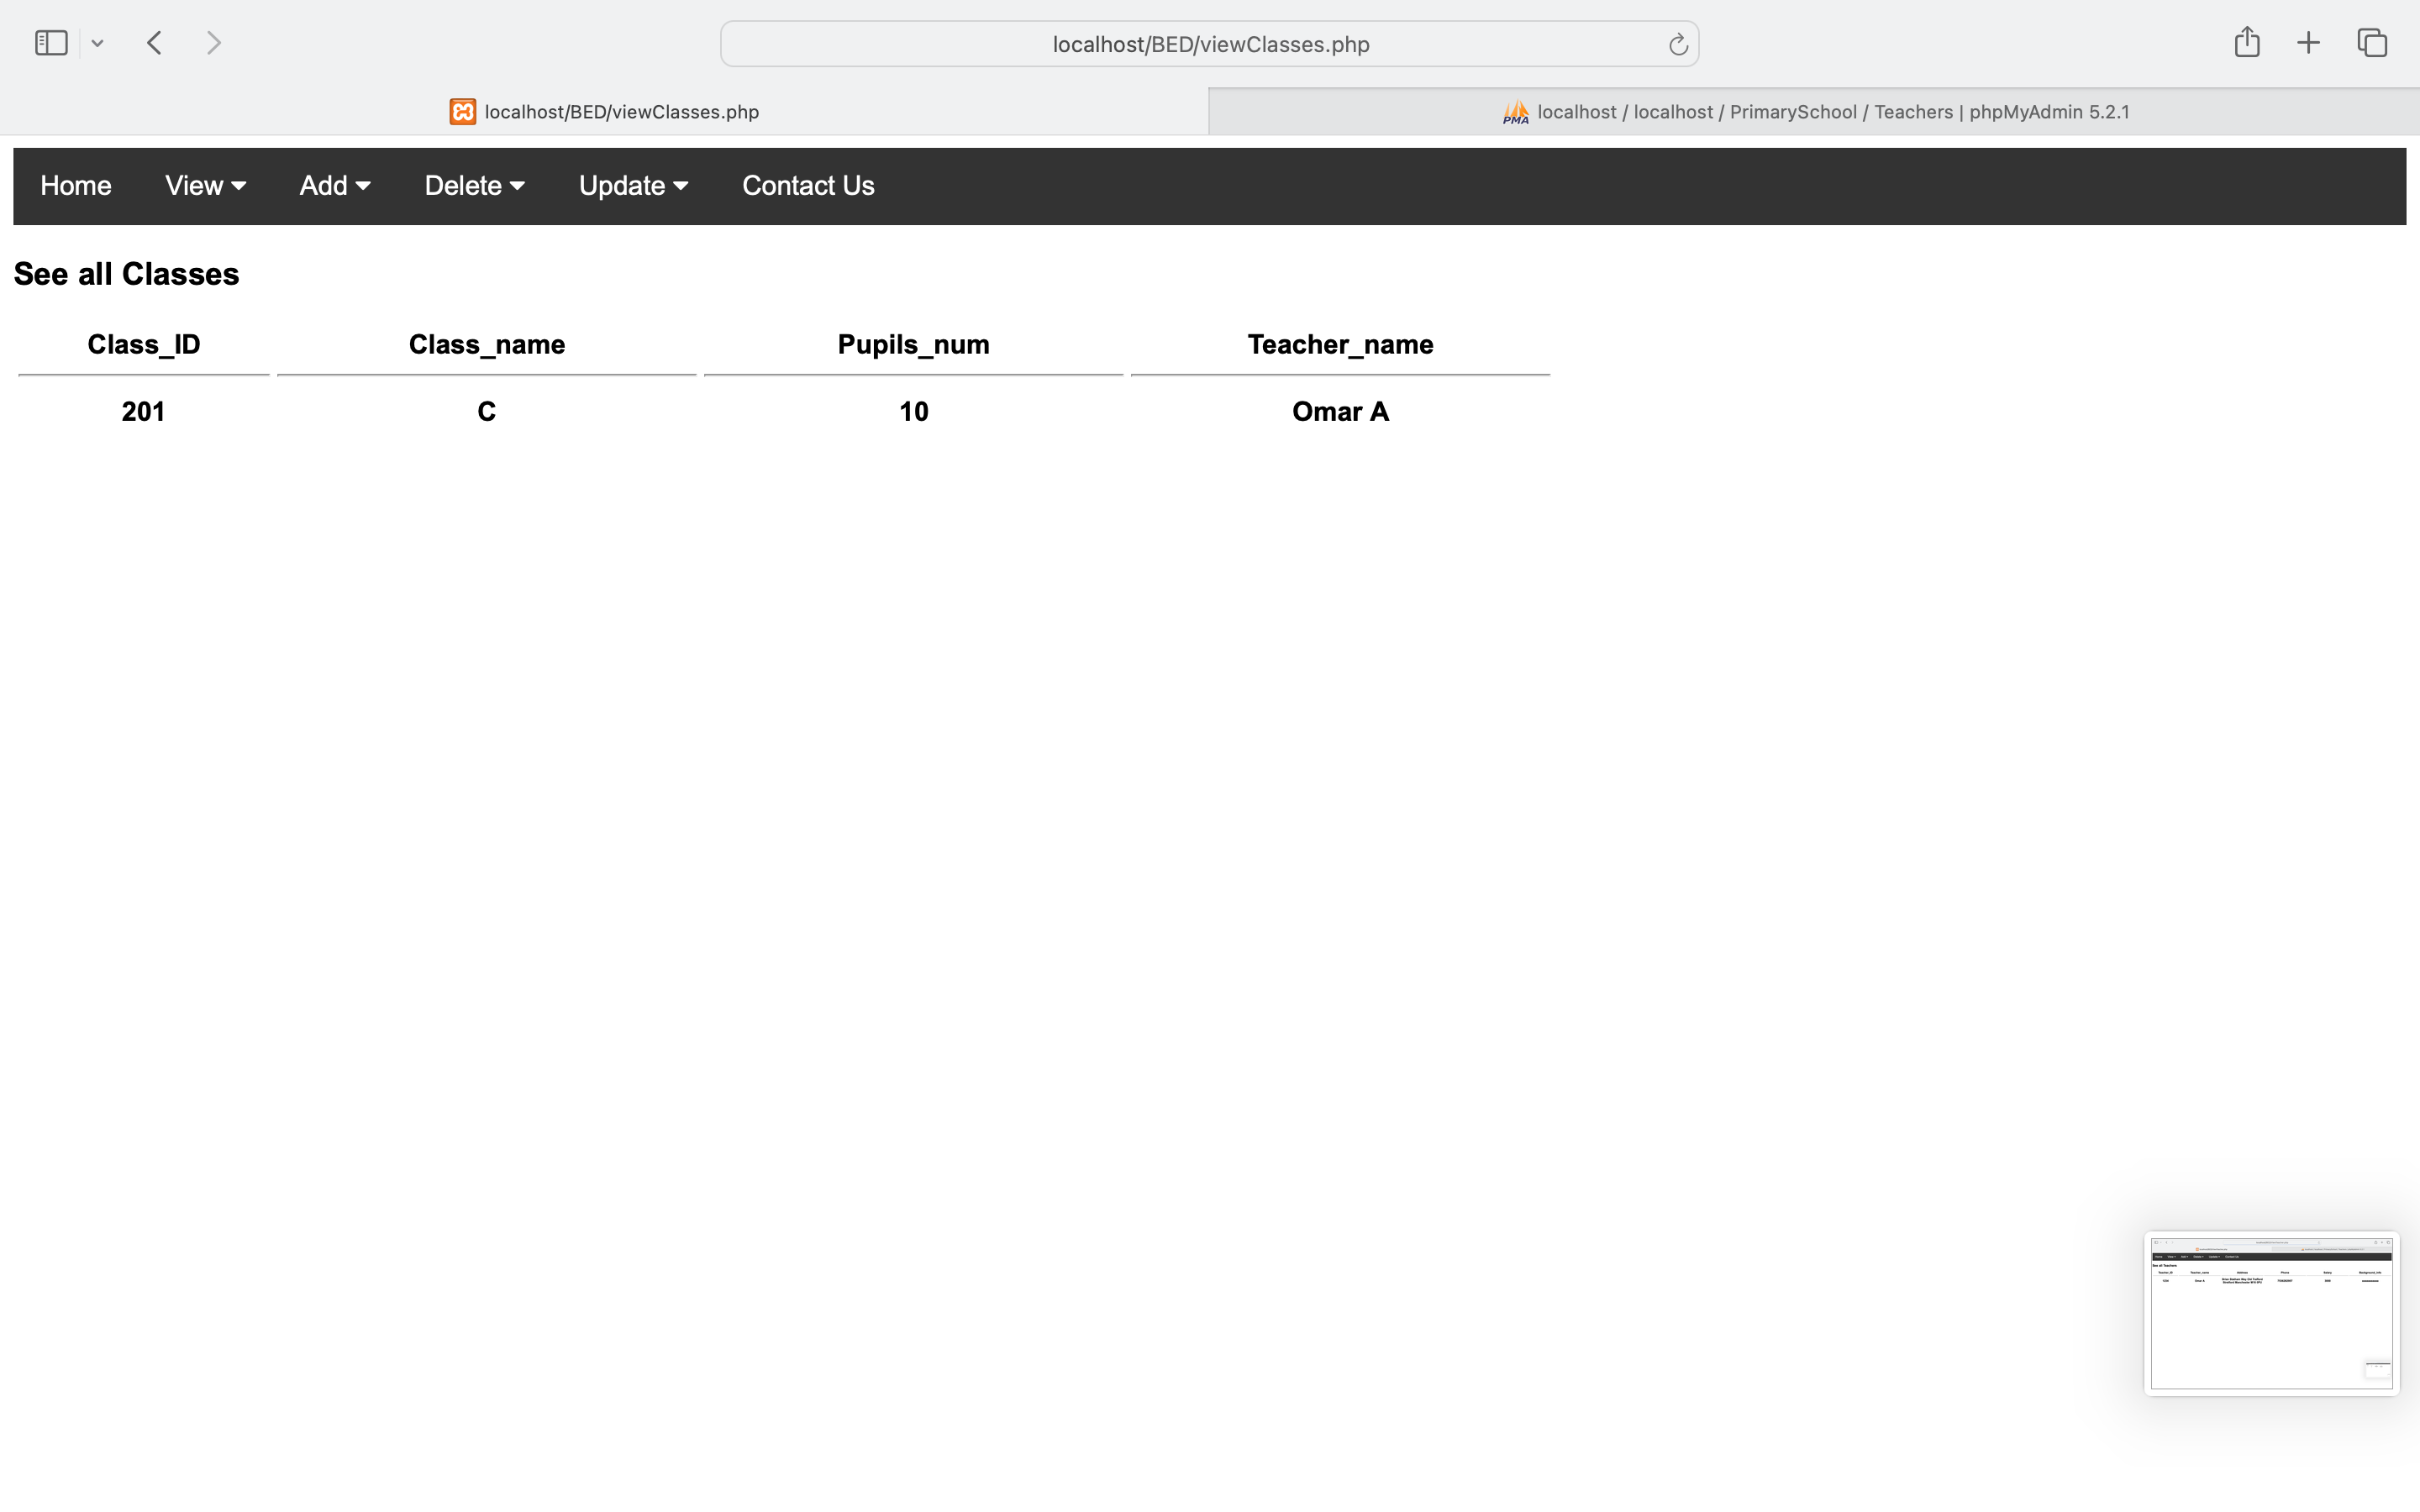 localhost/BED/viewClasses.php
localhost/BED/viewClasses.php
PMA localhost / localhost / PrimarySchool / Teachers | phpMyAdmin 5.2.1
Home View Add Delete Update Contact Us
See all Classes
Class_ID Class_name Pupils_num Teacher_name
201 C 10 Omar A